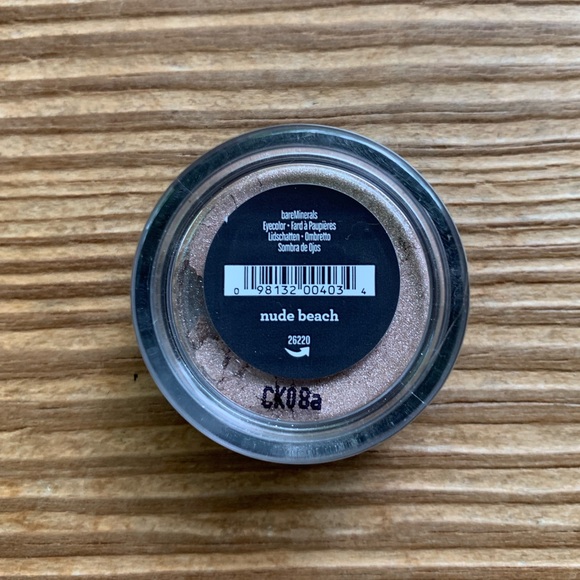 bareMinerals
Eyecolor • Fard à Paupières
Lidschatten • Ombretto
Sombra de Ojos
0 98132 00403 4
nude beach
26220
CK08a